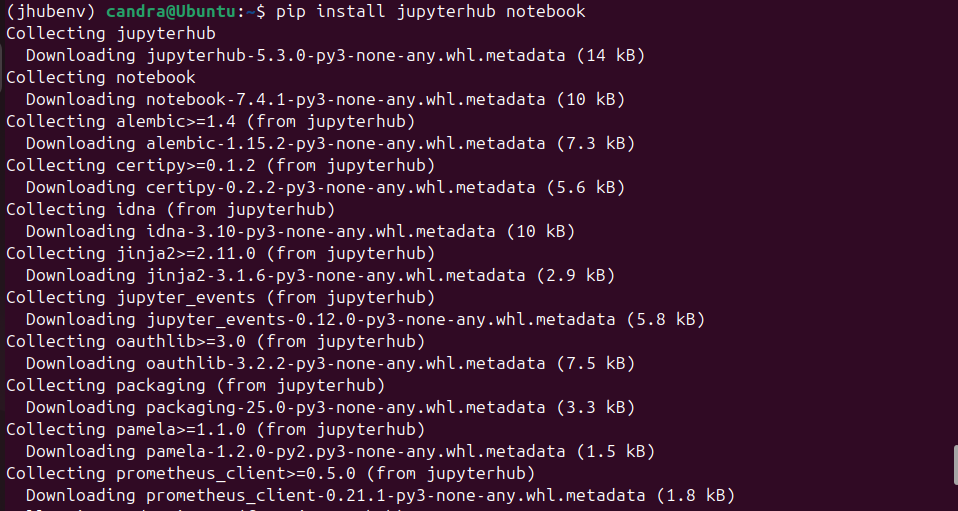 (jhubenv) candra@Ubuntu:~$ pip install jupyterhub notebook
Collecting jupyterhub
  Downloading jupyterhub-5.3.0-py3-none-any.whl.metadata (14 kB)
Collecting notebook
  Downloading notebook-7.4.1-py3-none-any.whl.metadata (10 kB)
Collecting alembic>=1.4 (from jupyterhub)
  Downloading alembic-1.15.2-py3-none-any.whl.metadata (7.3 kB)
Collecting certipy>=0.1.2 (from jupyterhub)
  Downloading certipy-0.2.2-py3-none-any.whl.metadata (5.6 kB)
Collecting idna (from jupyterhub)
  Downloading idna-3.10-py3-none-any.whl.metadata (10 kB)
Collecting jinja2>=2.11.0 (from jupyterhub)
  Downloading jinja2-3.1.6-py3-none-any.whl.metadata (2.9 kB)
Collecting jupyter_events (from jupyterhub)
  Downloading jupyter_events-0.12.0-py3-none-any.whl.metadata (5.8 kB)
Collecting oauthlib>=3.0 (from jupyterhub)
  Downloading oauthlib-3.2.2-py3-none-any.whl.metadata (7.5 kB)
Collecting packaging (from jupyterhub)
  Downloading packaging-25.0-py3-none-any.whl.metadata (3.3 kB)
Collecting pamela>=1.1.0 (from jupyterhub)
  Downloading pamela-1.2.0-py2.py3-none-any.whl.metadata (1.5 kB)
Collecting prometheus_client>=0.5.0 (from jupyterhub)
  Downloading prometheus_client-0.21.1-py3-none-any.whl.metadata (1.8 kB)